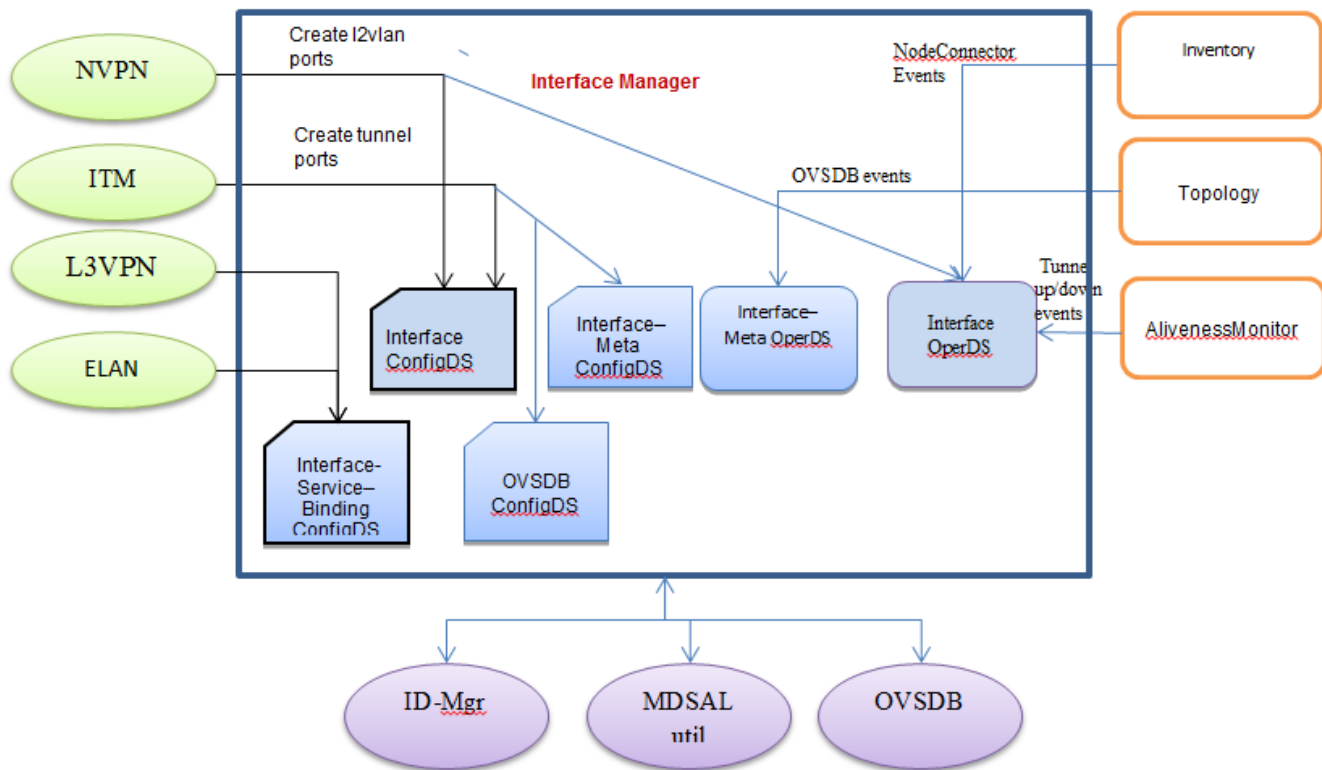 NVPN
ITM
L3VPN
ELAN
Create l2vlan
ports
Interface Manager
Create tunnel
ports
NodeConnector
Events
OVSDB events
Tunne
up/down
events
Inventory
Topology
AlivenessMonitor
Interface
ConfigDS
Interface–
Meta
ConfigDS
Interface–
Meta OperDS
Interface
OperDS
Interface-
Service–
Binding
ConfigDS
OVSDB
ConfigDS
ID-Mgr
MDSAL
util
OVSDB